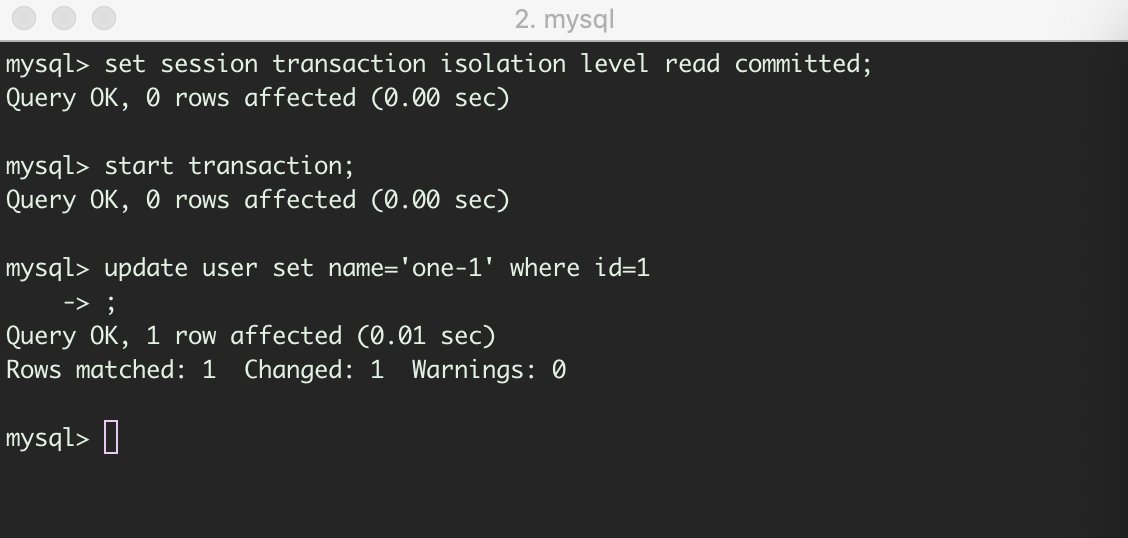 2. mysql
mysql> set session transaction isolation level read committed;
Query OK, 0 rows affected (0.00 sec)
mysql> start transaction;
Query OK, 0 rows affected (0.00 sec)
mysql> update user set name='one-1' where id=1
    -> ;
Query OK, 1 row affected (0.01 sec)
Rows matched: 1  Changed: 1  Warnings: 0
mysql>